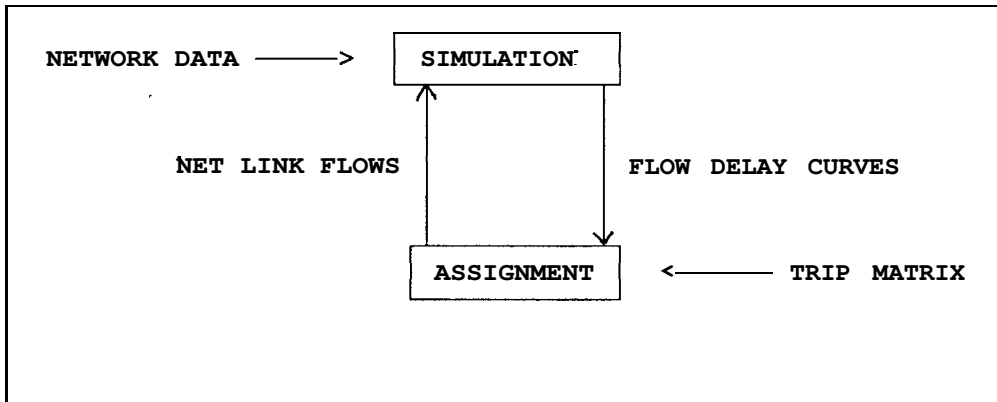 NETWORK DATA
SIMULATION
NET LINK FLOWS
FLOW DELAY CURVES
ASSIGNMENT
TRIP MATRIX